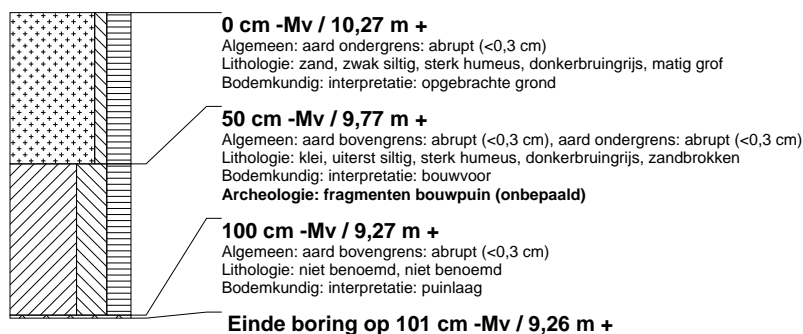 0 cm -Mv / 10,27 m +
Algemeen: aard ondergrens: abrupt (<0,3 cm)
Lithologie: zand, zwak siltig, sterk humeus, donkerbruingrijs, matig grof
Bodemkundig: interpretatie: opgebrachte grond
50 cm -Mv / 9,77 m +
Algemeen: aard bovengrens: abrupt (<0,3 cm), aard ondergrens: abrupt (<0,3 cm)
Lithologie: klei, uiterst siltig, sterk humeus, donkerbruingrijs, zandbrokken
Bodemkundig: interpretatie: bouwvoor
Archeologie: fragmenten bouwpuin (onbepaald)
100 cm -Mv / 9,27 m +
Algemeen: aard bovengrens: abrupt (<0,3 cm)
Lithologie: niet benoemd, niet benoemd
Bodemkundig: interpretatie: puinlaag
Einde boring op 101 cm -Mv / 9,26 m +